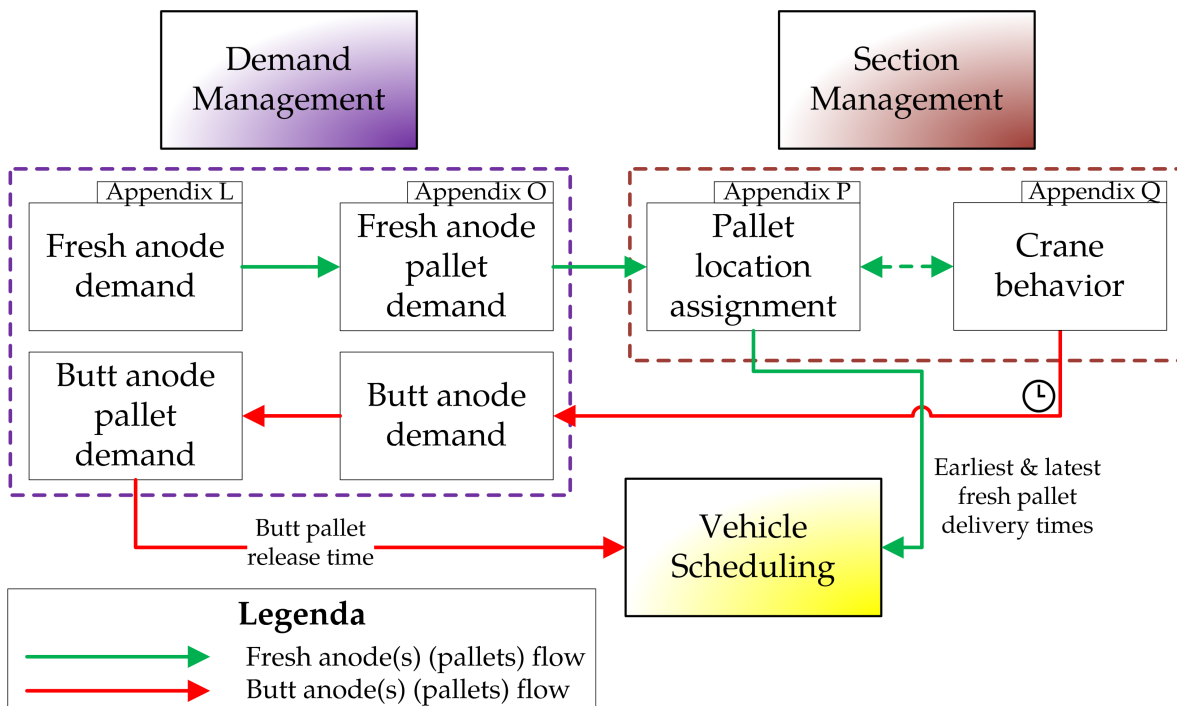 Demand
Management
Section
Management
Appendix L
Fresh anode
demand
Appendix O
Fresh anode
pallet
demand
Appendix P
Pallet
location
assignment
Appendix Q
Crane
behavior
Butt anode
pallet
demand
Butt anode
demand
Earliest & latest
fresh pallet
delivery times
Butt pallet
release time
Vehicle
Scheduling
Legenda
Fresh anode(s) (pallets) flow
Butt anode(s) (pallets) flow